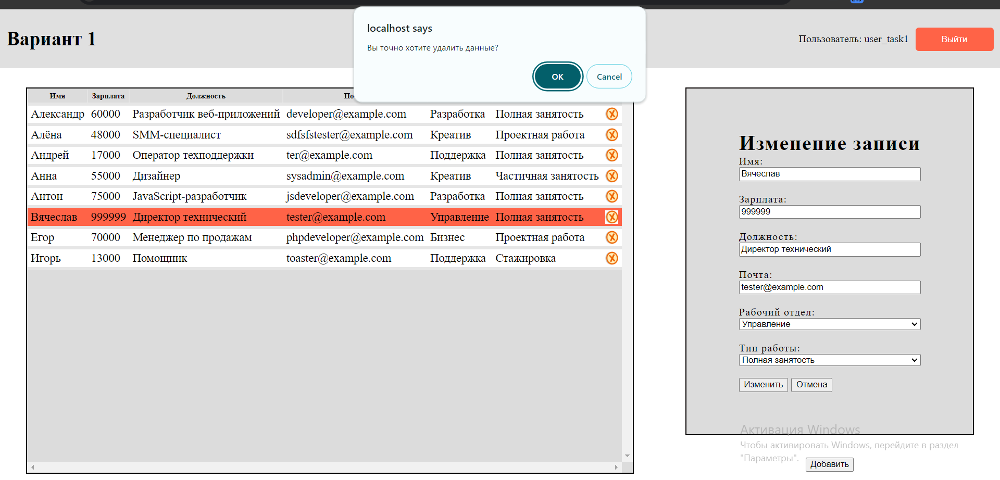 Вариант 1
localhost says
Вы точно хотите удалить данные?
OK Cancel
Пользователь: user_task1 Выйти
Имя Зарплата Должность
Александр 60000 Разработчик веб-приложений developer@example.com Разработка Полная занятость
Алёна 48000 SMM-специалист sdfsfstester@example.com Креатив Проектная работа
Андрей 17000 Оператор техподдержки ter@example.com Поддержка Полная занятость
Анна 55000 Дизайнер sysadmin@example.com Креатив Частичная занятость
Антон 75000 JavaScript-разработчик jsdeveloper@example.com Разработка Полная занятость
Вячеслав 999999 Директор технический tester@example.com Управление Полная занятость
Егор 70000 Менеджер по продажам phpdeveloper@example.com Бизнес Проектная работа
Игорь 13000 Помощник toaster@example.com Поддержка Стажировка
Изменение записи
Имя:
Вячеслав
Зарплата:
999999
Должность:
Директор технический
Почта:
tester@example.com
Рабочий отдел:
Управление
Тип работы:
Полная занятость
Изменить Отмена
Активация Windows
Чтобы активировать Windows, перейдите в раздел
"Параметры".
Добавить